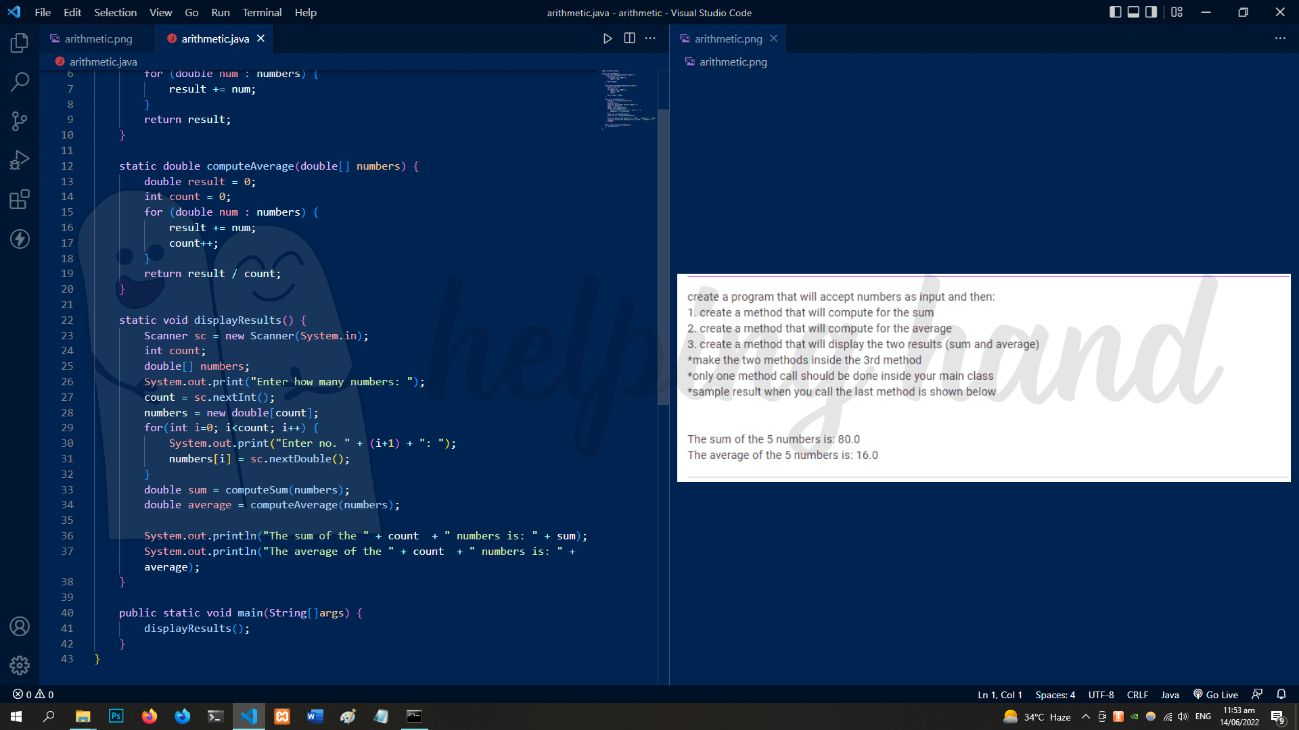 File Edit Selection View Go Run Terminal Help
arithmetic.java - arithmetic - Visual Studio Code
arithmetic.png
arithmetic.java
arithmetic.java
6 for (double num : numbers) {
7 result += num;
8 }
9 return result;
10 }
11
12 static double computeAverage(double[] numbers) {
13 double result = 0;
14 int count = 0;
15 for (double num : numbers) {
16 result += num;
17 count++;
18 }
19 return result / count;
20 }
21
22 static void displayResults() {
23 Scanner sc = new Scanner(System.in);
24 int count;
25 double[] numbers;
26 System.out.print("Enter how many numbers: ");
27 count = sc.nextInt();
28 numbers = new double[count];
29 for(int i=0; i<count; i++) {
30 System.out.print("Enter no. " + (i+1) + ": ");
31 numbers[i] = sc.nextDouble();
32 }
33 double sum = computeSum(numbers);
34 double average = computeAverage(numbers);
35
36 System.out.println("The sum of the " + count  + " numbers is: " + sum);
37 System.out.println("The average of the " + count  + " numbers is: " +
average);
38 }
39
40 public static void main(String[]args) {
41 displayResults();
42 }
43 }
arithmetic.png
arithmetic.png
create a program that will accept numbers as input and then:
1. create a method that will compute for the sum
2. create a method that will compute for the average
3. create a method that will display the two results (sum and average)
*make the two methods inside the 3rd method
*only one method call should be done inside your main class
*sample result when you call the last method is shown below
The sum of the 5 numbers is: 80.0
The average of the 5 numbers is: 16.0
helping hand
0 0
Ln 1, Col 1 Spaces: 4 UTF-8 CRLF Java Go Live
Ps
34°C Haze
ENG
11:53 am
14/06/2022
9